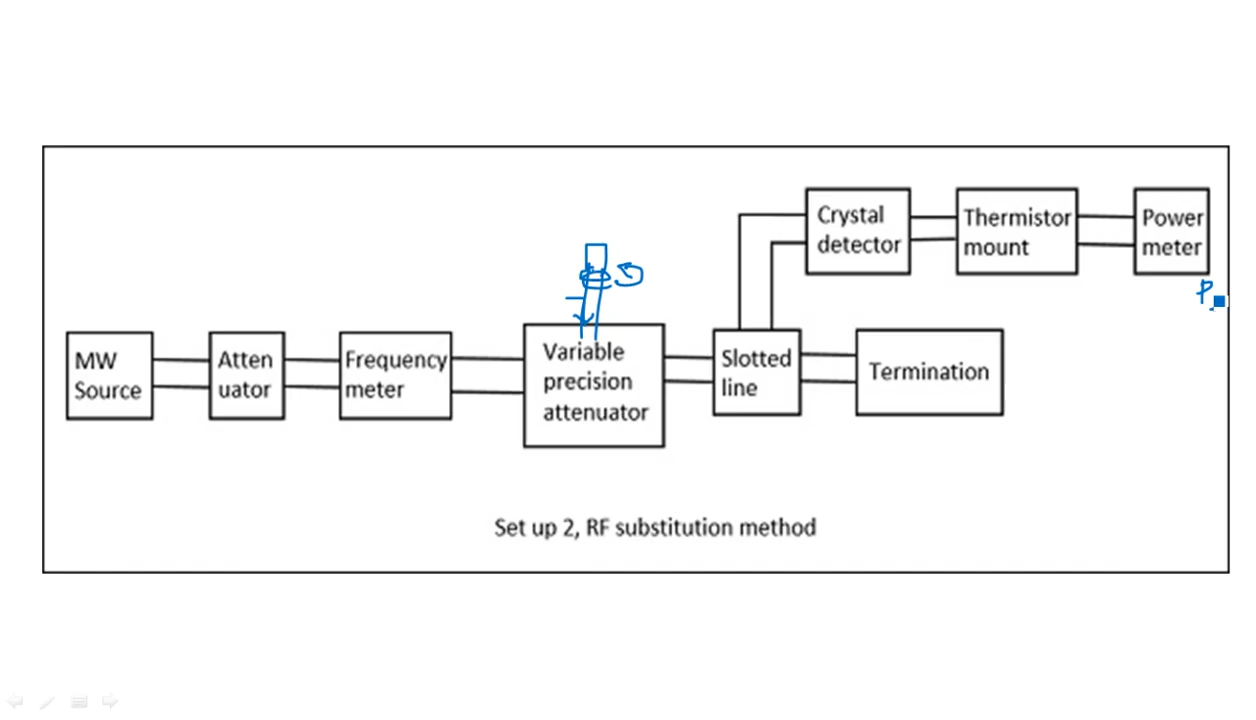 Crystal
detector
Thermistor
mount
Power
meter
P
MW
Source
Atten
uator
Frequency
meter
Variable
precision
attenuator
Slotted
line
Termination
Set up 2, RF substitution method